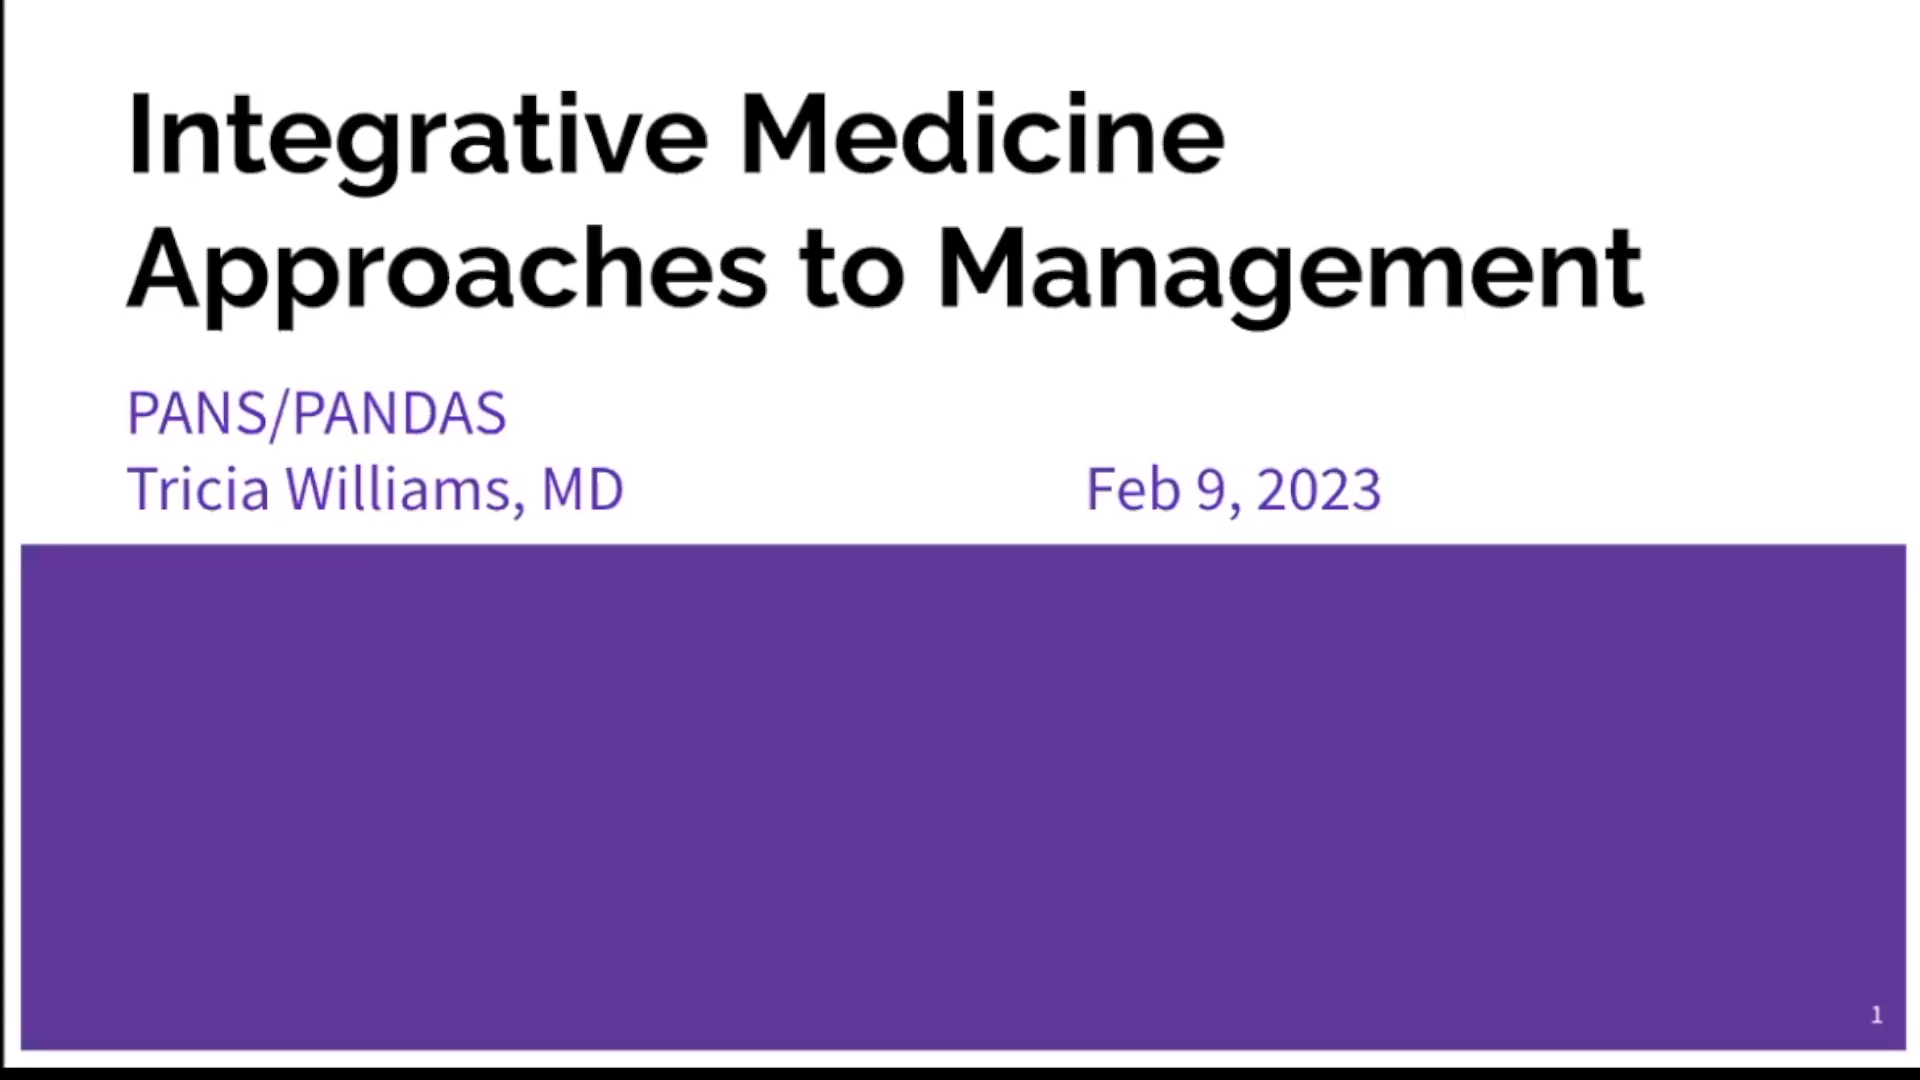 Integrative Medicine
Approaches to Management
PANS/PANDAS
Tricia Williams, MD Feb 9, 2023
1